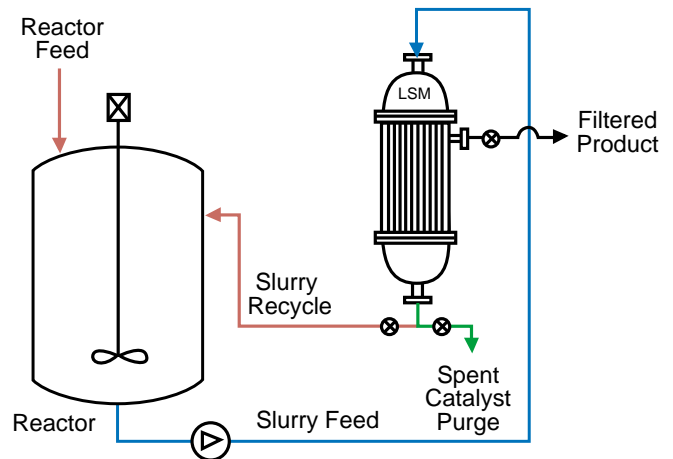 Reactor
Feed
LSM
Filtered
Product
Slurry
Recycle
Spent
Catalyst
Purge
Reactor
Slurry Feed